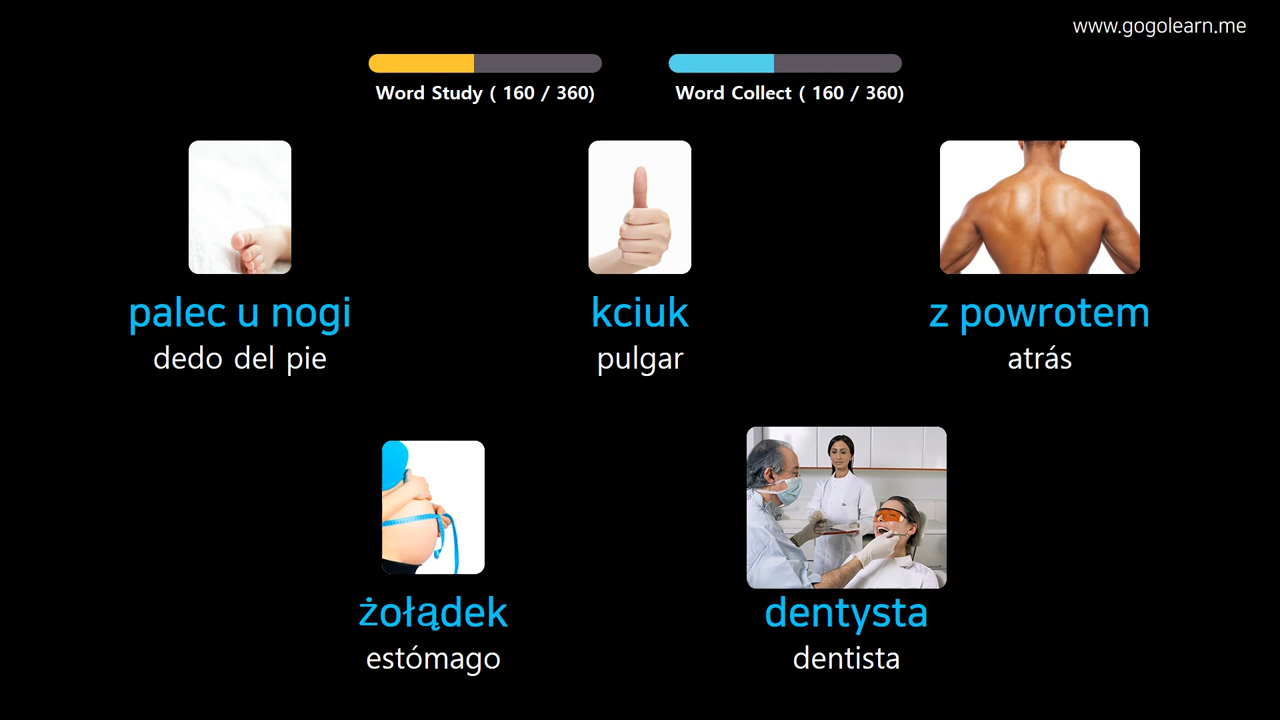 www.gogolearn.me
Word Study ( 160 / 360)
Word Collect ( 160 / 360)
palec u nogi
dedo del pie
kciuk
pulgar
z powrotem
atrás
żołądek
estómago
dentysta
dentista